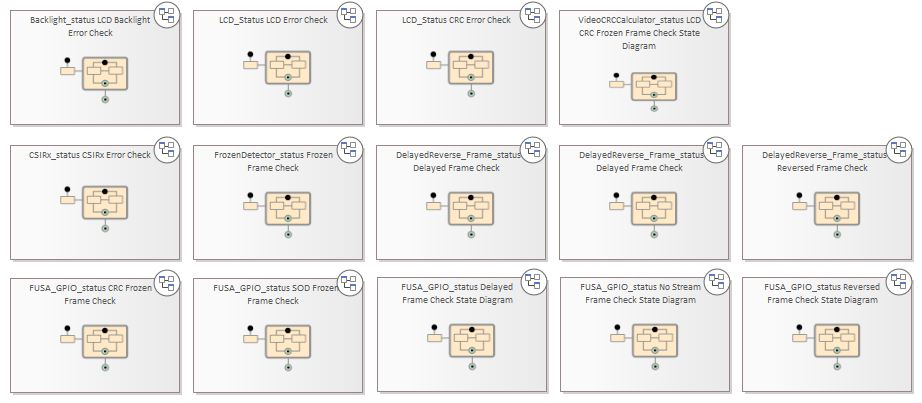 Backlight_status LCD Backlight
Error Check
LCD_Status LCD Error Check
LCD_Status CRC Error Check
VideoCRCCalculator_status LCD
CRC Frozen Frame Check State
Diagram
CSIRx_status CSIRx Error Check
FrozenDetector_status Frozen
Frame Check
DelayedReverse_Frame_status
Delayed Frame Check
DelayedReverse_Frame_status
Delayed Frame Check
DelayedReverse_Frame_status
Reversed Frame Check
FUSA_GPIO_status CRC Frozen
Frame Check
FUSA_GPIO_status SOD Frozen
Frame Check
FUSA_GPIO_status Delayed
Frame Check State Diagram
FUSA_GPIO_status No Stream
Frame Check State Diagram
FUSA_GPIO_status Reversed
Frame Check State Diagram